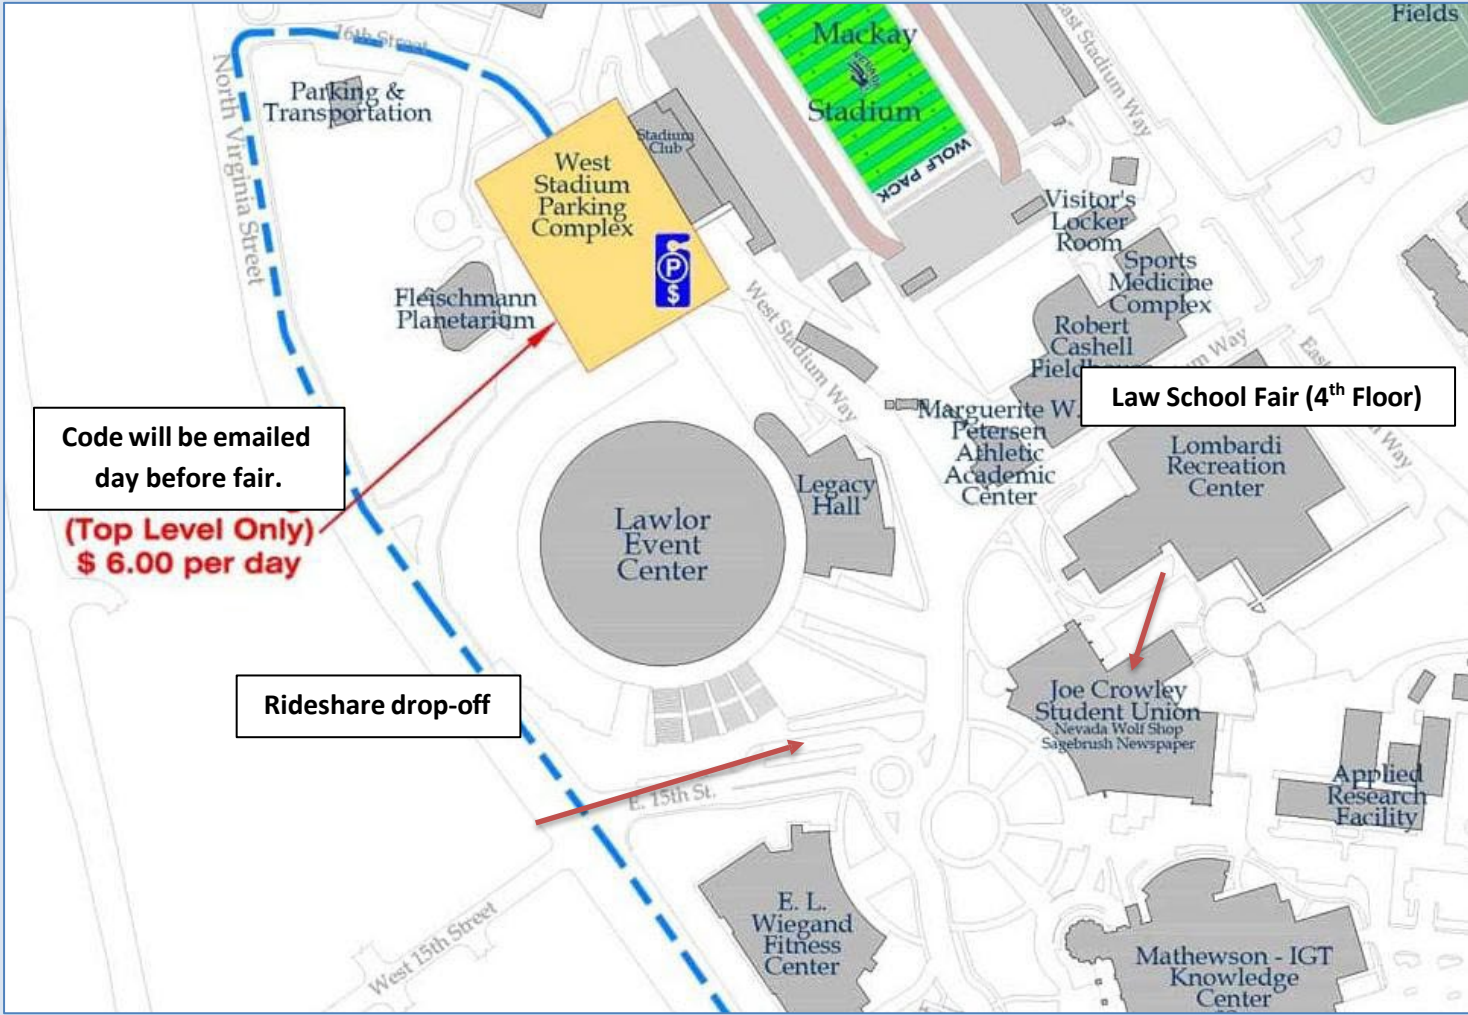 Fields
16th Street
Mackay
NEVADA
Stadium
WOLF PACK
East Stadium Way
North Virginia Street
Parking &
Transportation
Stadium
Club
West
Stadium
Parking
Complex
P
$
Visitor's
Locker
Room
Sports
Medicine
Complex
Fleischmann
Planetarium
West Stadium Way
Robert
Cashell
Way
Law School Fair (4th Floor)
Code will be emailed
day before fair.
(Top Level Only)
$ 6.00 per day
Marguerite W.
Petersen
Athletic
Academic
Center
Lombardi
Recreation
Center
Way
Legacy
Hall
Lawlor
Event
Center
Rideshare drop-off
Joe Crowley
Student Union
Nevada Wolf Shop
Sagebrush Newspaper
E. 15th St.
Applied
Research
Facility
West 15th Street
E. L.
Wiegand
Fitness
Center
Mathewson - IGT
Knowledge
Center